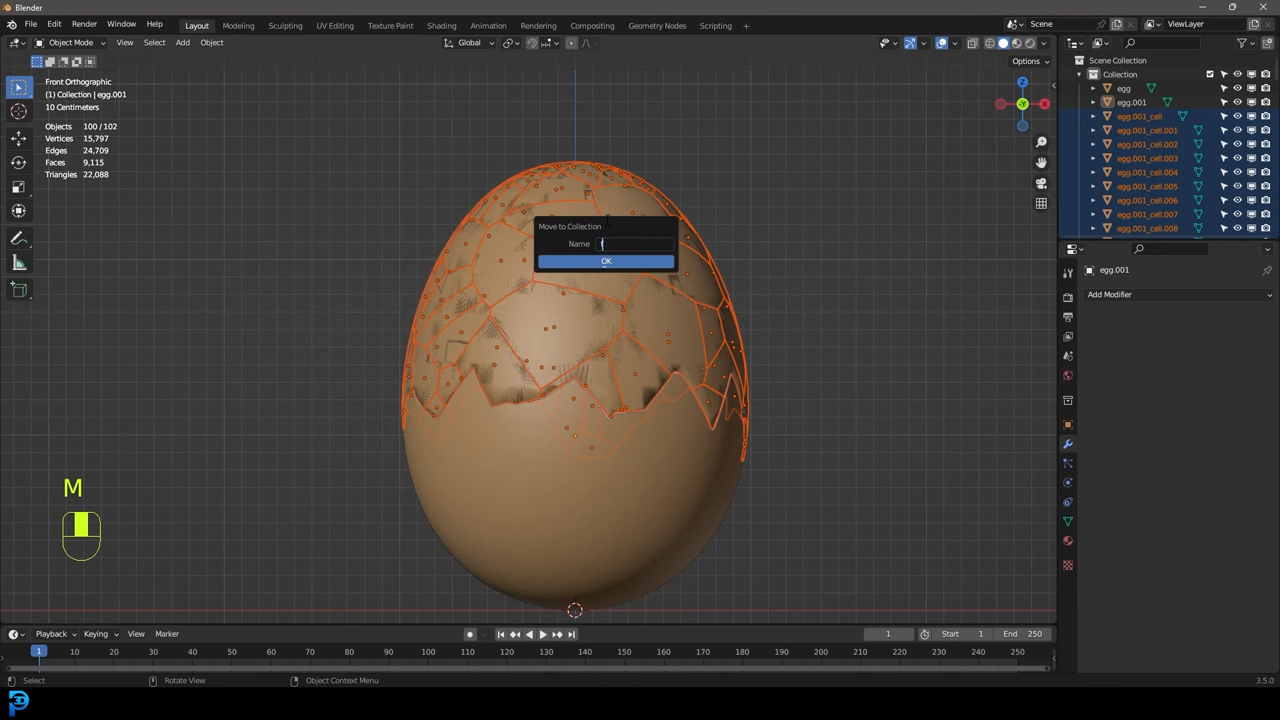 Blender
File Edit Render Window Help Layout Modeling Sculpting UV Editing Texture Paint Shading Animation Rendering Compositing Geometry Nodes Scripting Scene ViewLayer
Object Mode View Select Add Object Global
Options
Front Orthographic
(1) Collection | egg.001
10 Centimeters
Objects 100 / 102
Vertices 15,797
Edges 24,709
Faces 9,115
Triangles 22,088
Z
Y
X
Scene Collection
Collection
egg
egg.001
egg.001_cell
egg.001_cell.001
egg.001_cell.002
egg.001_cell.003
egg.001_cell.004
egg.001_cell.005
egg.001_cell.006
egg.001_cell.007
egg.001_cell.008
egg.001
Add Modifier
Move to Collection
Name
OK
M
Playback Keying View Marker 1 Start 1 End 250
1 10 20 30 40 50 60 70 80 90 100 110 120 130 140 150 160 170 180 190 200 210 220 230 240 250
Select Rotate View Object Context Menu 3.5.0